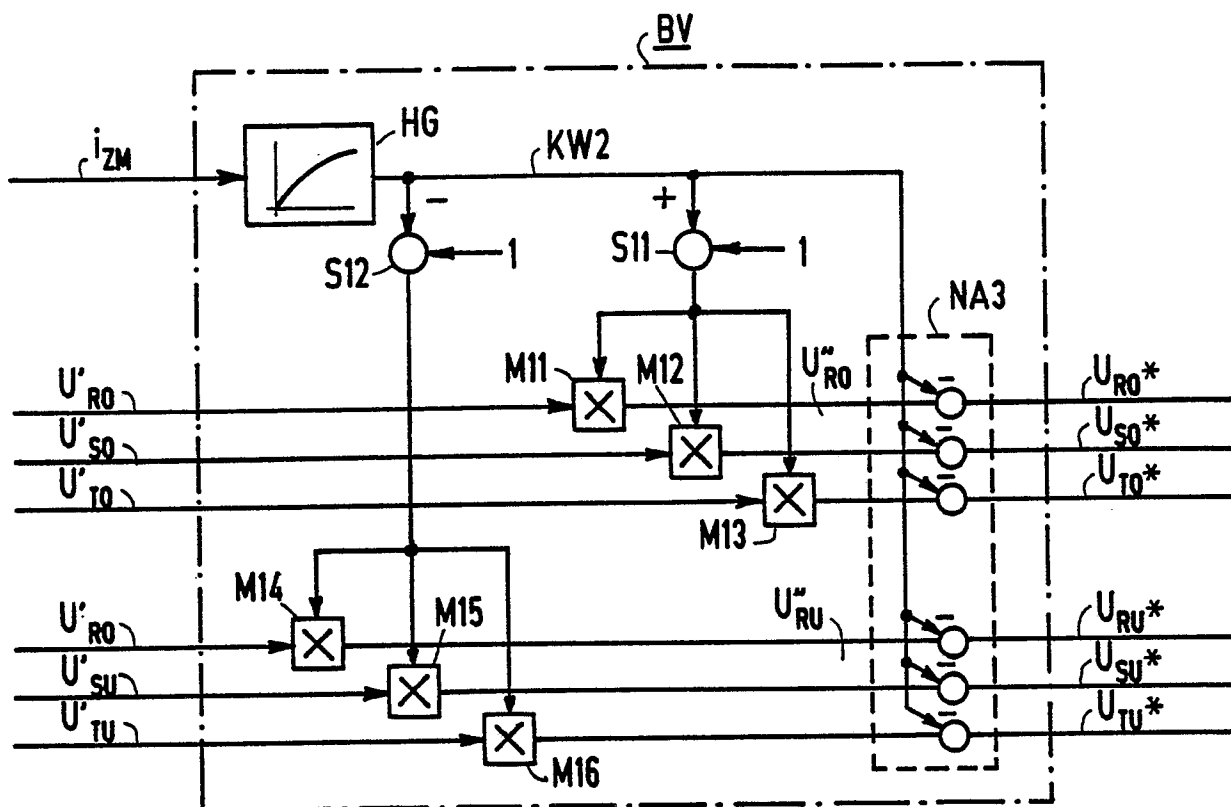 BV
HG
i_ZM
KW2
−
+
S12
1
S11
1
NA3
M11
M12
U''_RO
−
U'_RO
U_RO*
−
U'_SO
U_SO*
−
U'_TO
U_TO*
M13
M14
M15
U''_RU
−
U'_RO
U_RU*
−
U'_SU
U_SU*
−
U'_TU
U_TU*
M16